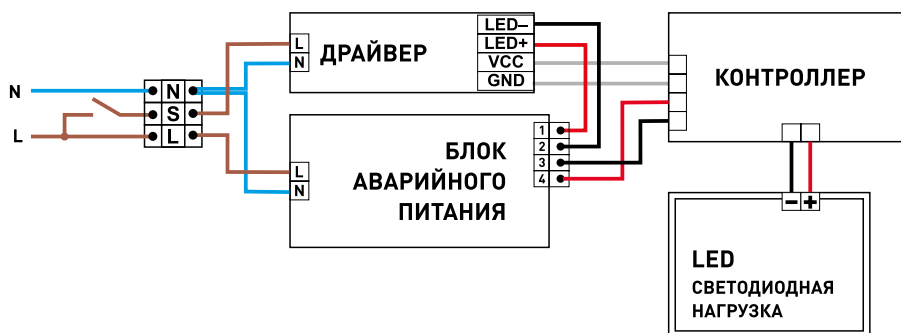 N
L
N
S
L
L
N
ДРАЙВЕР
LED–
LED+
VCC
GND
L
N
БЛОК
АВАРИЙНОГО
ПИТАНИЯ
1
2
3
4
КОНТРОЛЛЕР
– +
LED
СВЕТОДИОДНАЯ
НАГРУЗКА